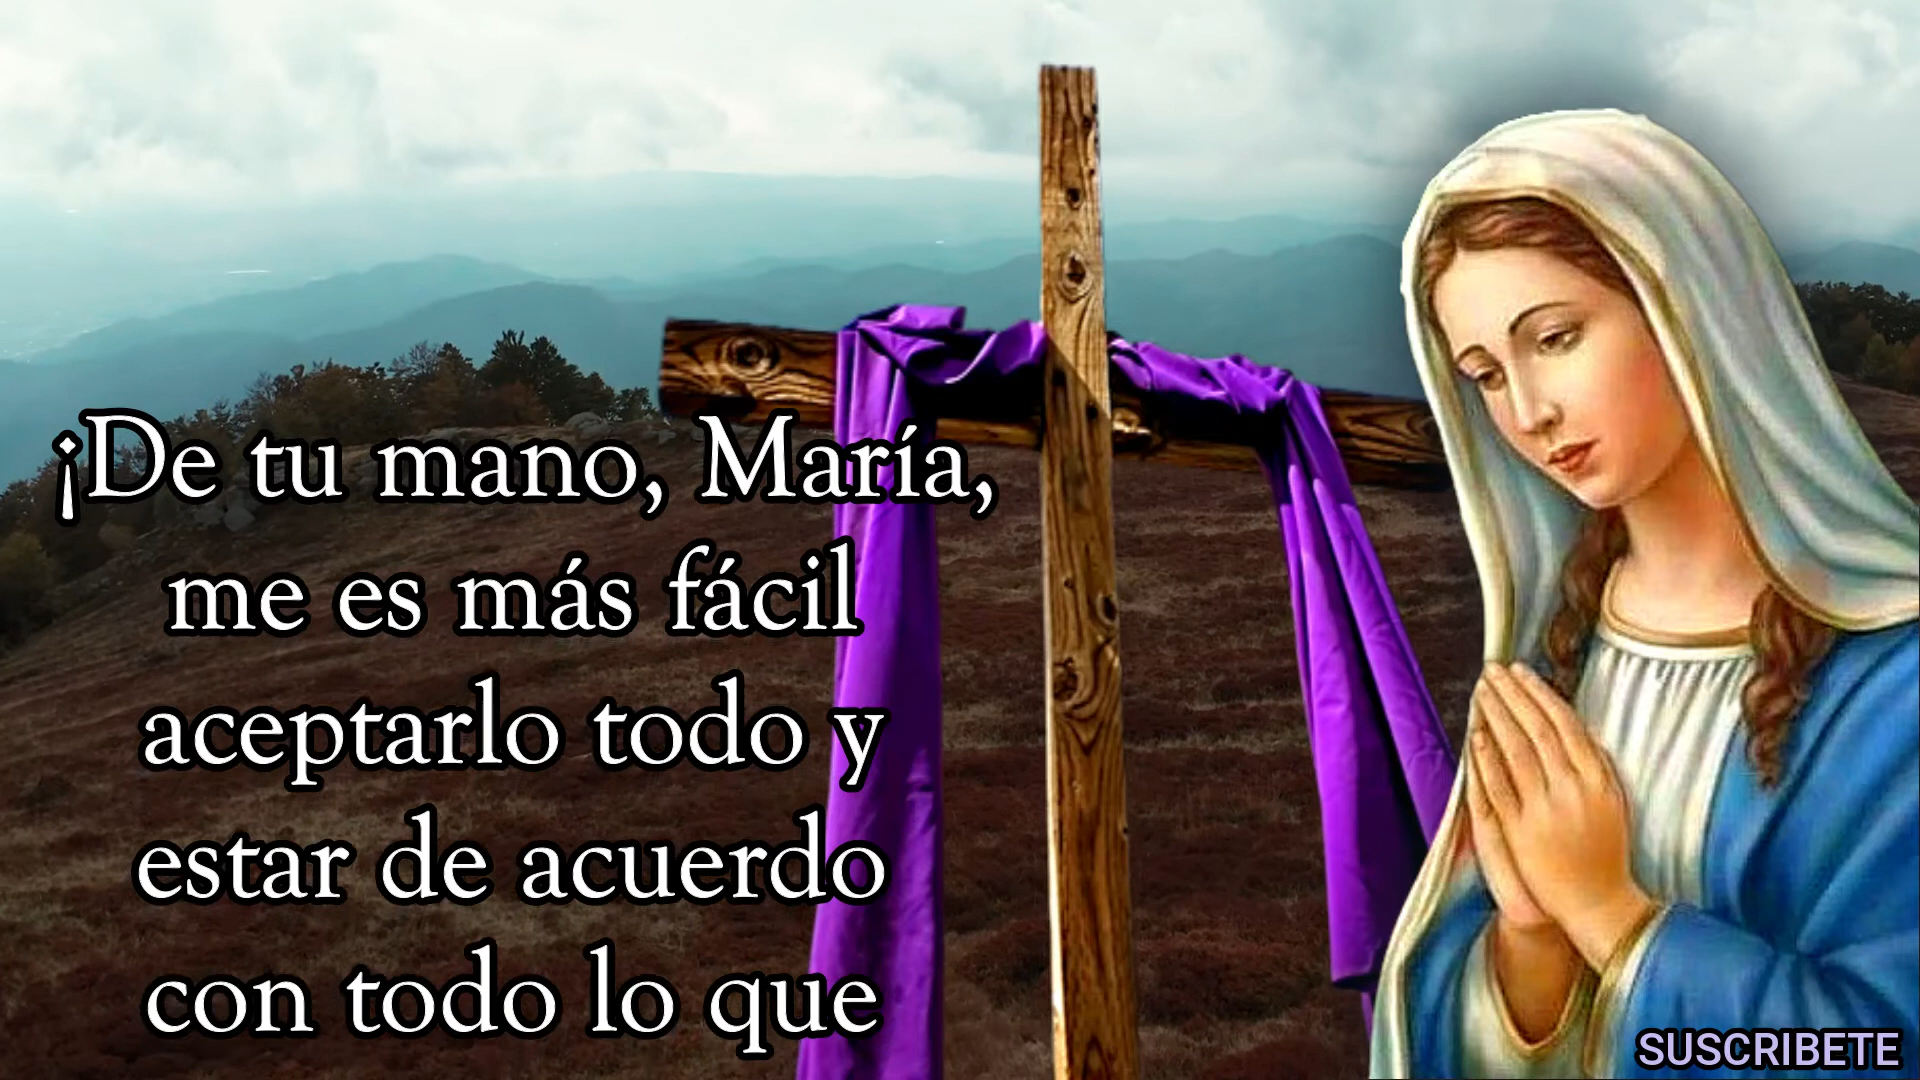 ¡De tu mano, María,
me es más fácil
aceptarlo todo y
estar de acuerdo
con todo lo que
SUSCRIBETE